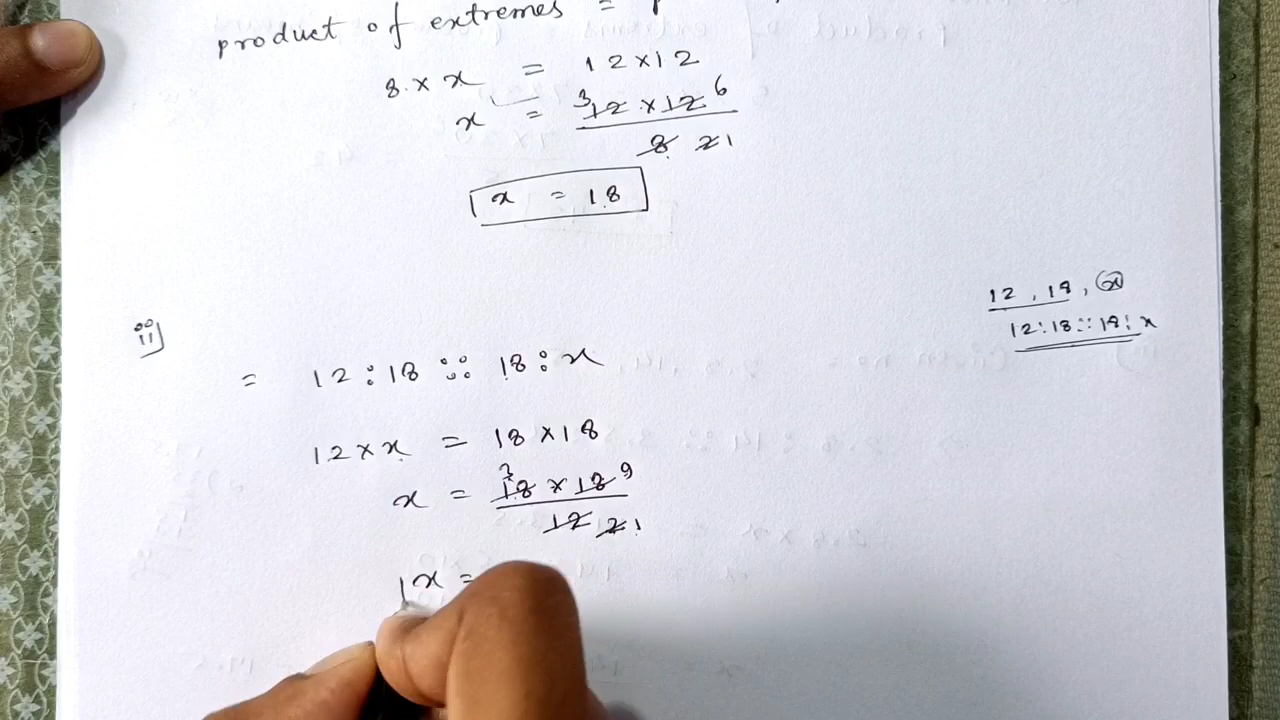 product of extremes =
8 × x = 12 × 12
x = 3 12 × 12 6
8 2 1
x = 18
12 , 18 , x
12 : 18 :: 18 : x
ii)
= 12 : 18 :: 18 : x
12 × x = 18 × 18
x = 3 18 × 18 9
12 2 1
x =